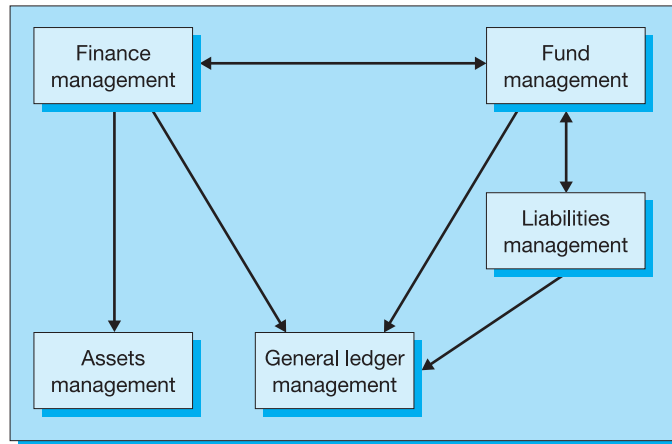 Finance
management
Fund
management
Liabilities
management
Assets
management
General ledger
management